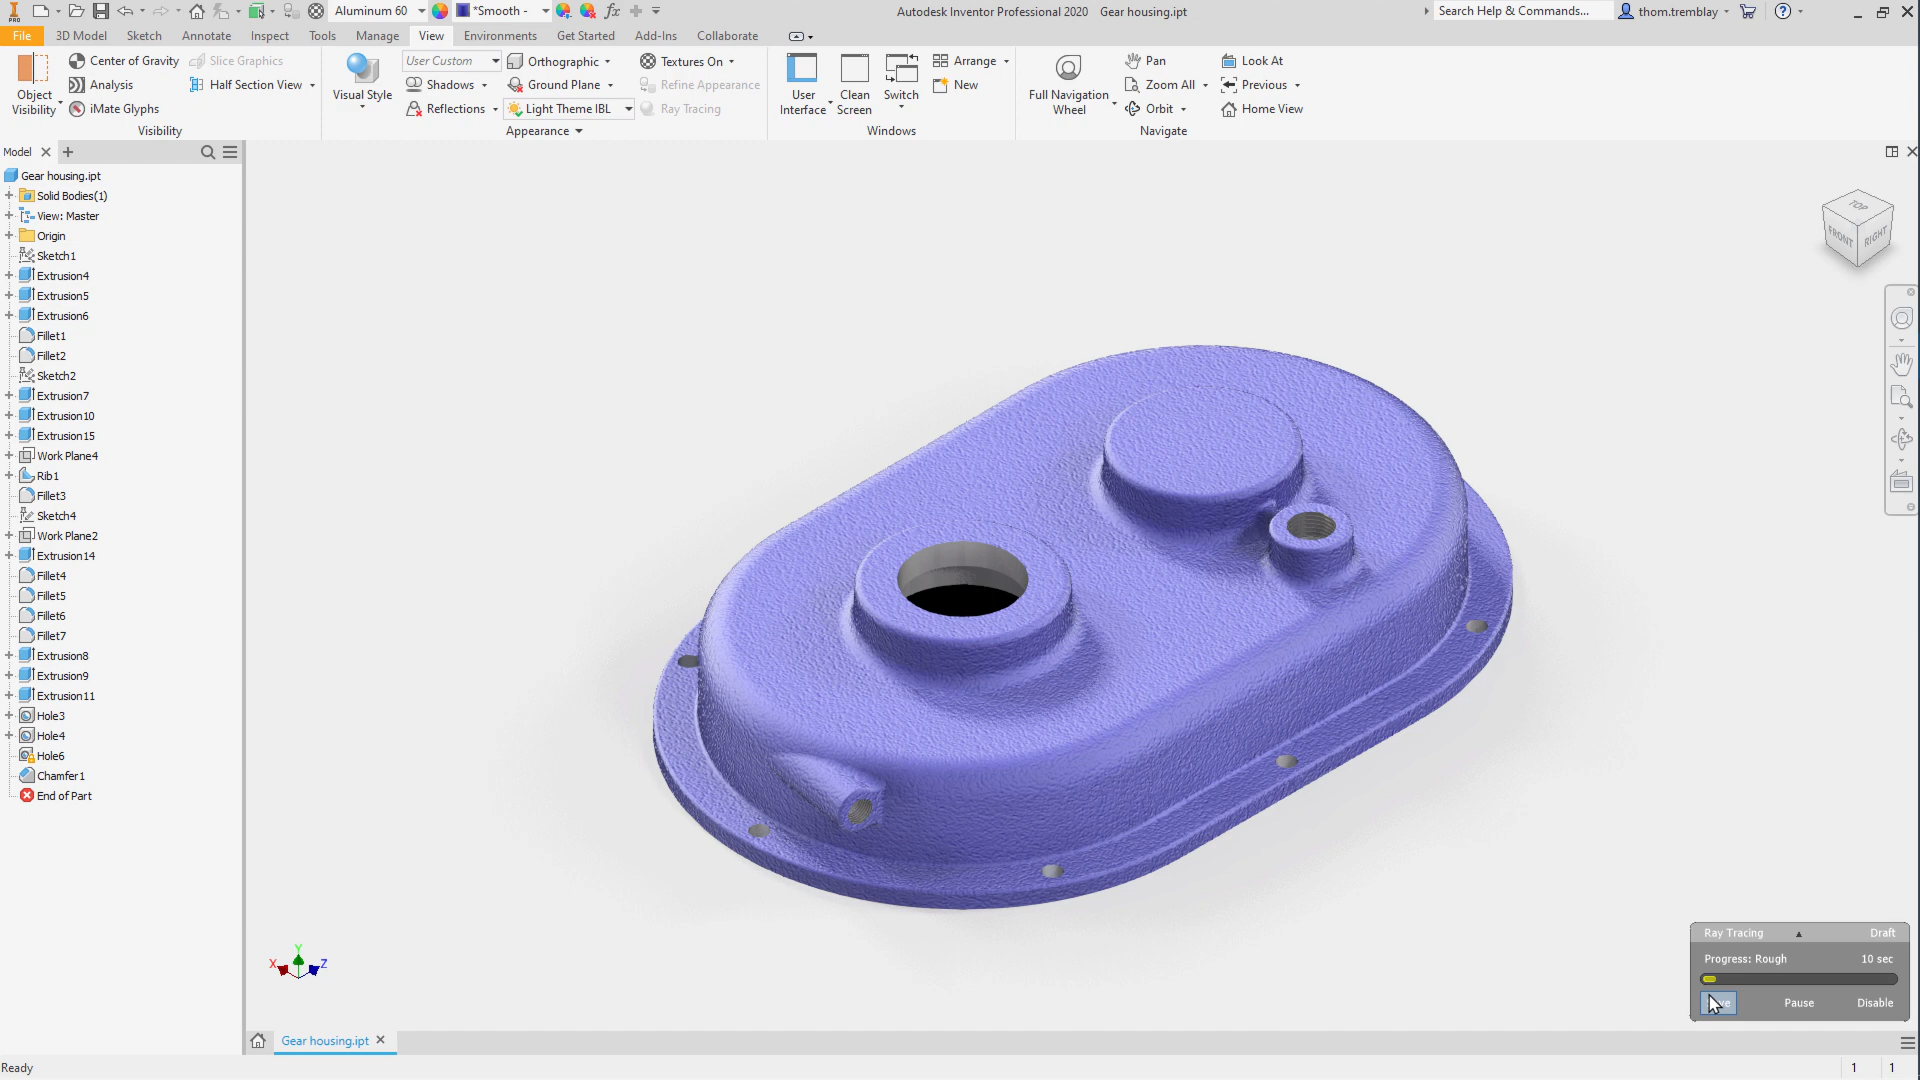 PRO
Aluminum 60
*Smooth -
fx
Autodesk Inventor Professional 2020 Gear housing.ipt
Search Help & Commands...
thom.tremblay
File 3D Model Sketch Annotate Inspect Tools Manage View Environments Get Started Add-Ins Collaborate
Object
Visibility
Center of Gravity
Analysis
iMate Glyphs
Slice Graphics
Half Section View
Visibility
Visual Style
User Custom
Shadows
Reflections
Orthographic
Ground Plane
Light Theme IBL
Textures On
Refine Appearance
Ray Tracing
Appearance
User
Interface
Clean
Screen
Switch
Arrange
New
Windows
Full Navigation
Wheel
Pan
Zoom All
Orbit
Look At
Previous
Home View
Navigate
Model
Gear housing.ipt
Solid Bodies(1)
View: Master
Origin
Sketch1
Extrusion4
Extrusion5
Extrusion6
Fillet1
Fillet2
Sketch2
Extrusion7
Extrusion10
Extrusion15
Work Plane4
Rib1
Fillet3
Sketch4
Work Plane2
Extrusion14
Fillet4
Fillet5
Fillet6
Fillet7
Extrusion8
Extrusion9
Extrusion11
Hole3
Hole4
Hole6
Chamfer1
End of Part
TOP
FRONT
RIGHT
Y
X
Z
Ray Tracing Draft
Progress: Rough 10 sec
Pause Disable
Gear housing.ipt
Ready
1 1